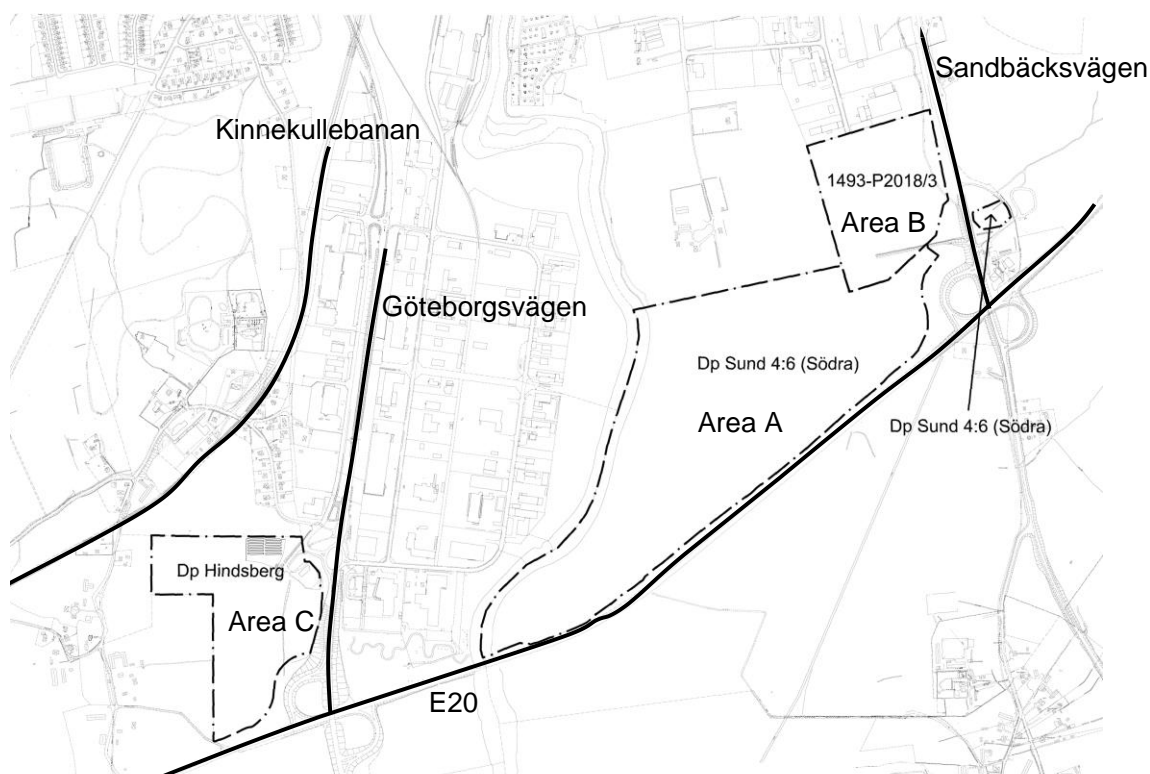 Sandbäcksvägen
Kinnekullebanan
1493-P2018/3
Area B
Göteborgsvägen
Dp Sund 4:6 (Södra)
Area A
Dp Sund 4:6 (Södra)
Dp Hindsberg
Area C
E20